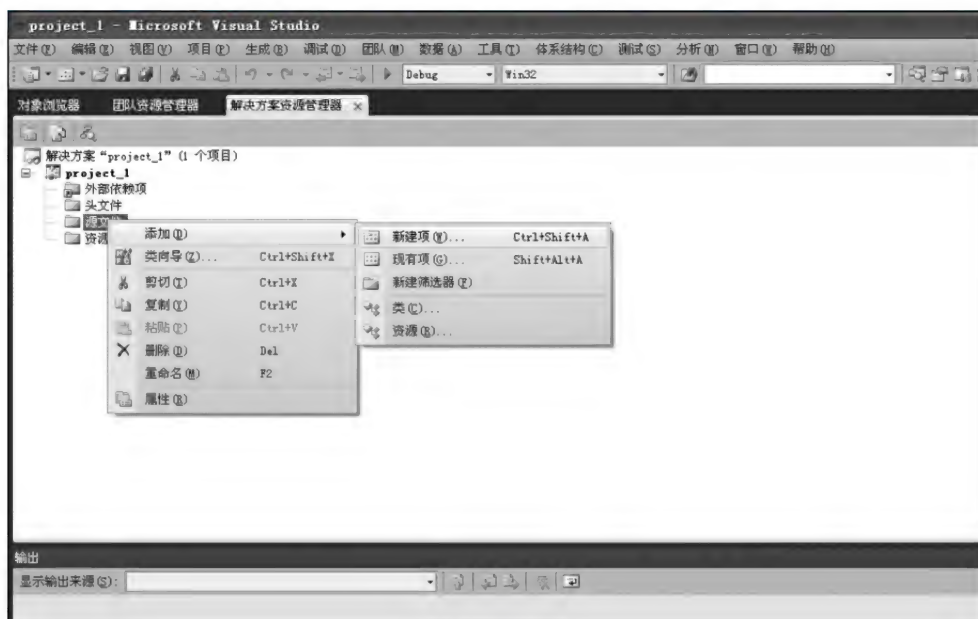 project_1 - Microsoft Visual Studio
文件(F) 编辑(E) 视图(V) 项目(P) 生成(B) 调试(D) 团队(M) 数据(A) 工具(T) 体系结构(C) 测试(S) 分析(N) 窗口(W) 帮助(H)
Debug Win32
对象浏览器 团队资源管理器 解决方案资源管理器 ×
解决方案 “project_1” (1 个项目)
project_1
外部依赖项
头文件
源文件
资源
添加(D)
类向导(Z)... Ctrl+Shift+X
剪切(T) Ctrl+X
复制(Y) Ctrl+C
粘贴(P) Ctrl+V
删除(D) Del
重命名(M) F2
属性(R)
新建项(W)... Ctrl+Shift+A
现有项(G)... Shift+Alt+A
新建筛选器(F)
类(C)...
资源(R)...
输出
显示输出来源(S):